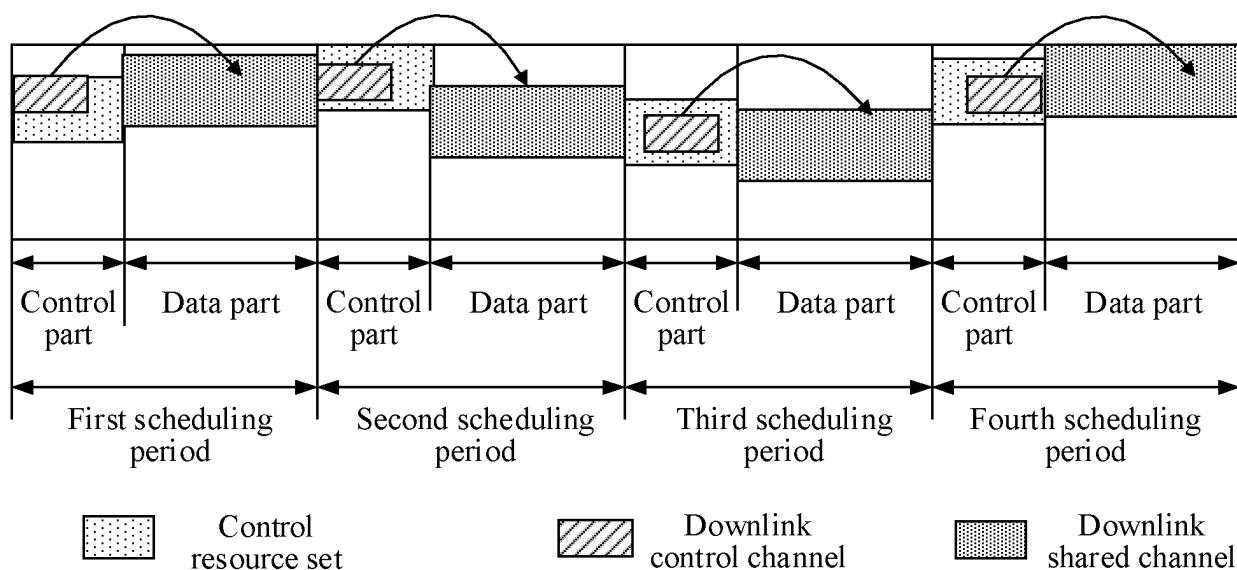 Control
part
Data part
Control
part
Data part
Control
part
Data part
Control
part
Data part
First scheduling
period
Second scheduling
period
Third scheduling
period
Fourth scheduling
period
Control
resource set
Downlink
control channel
Downlink
shared channel